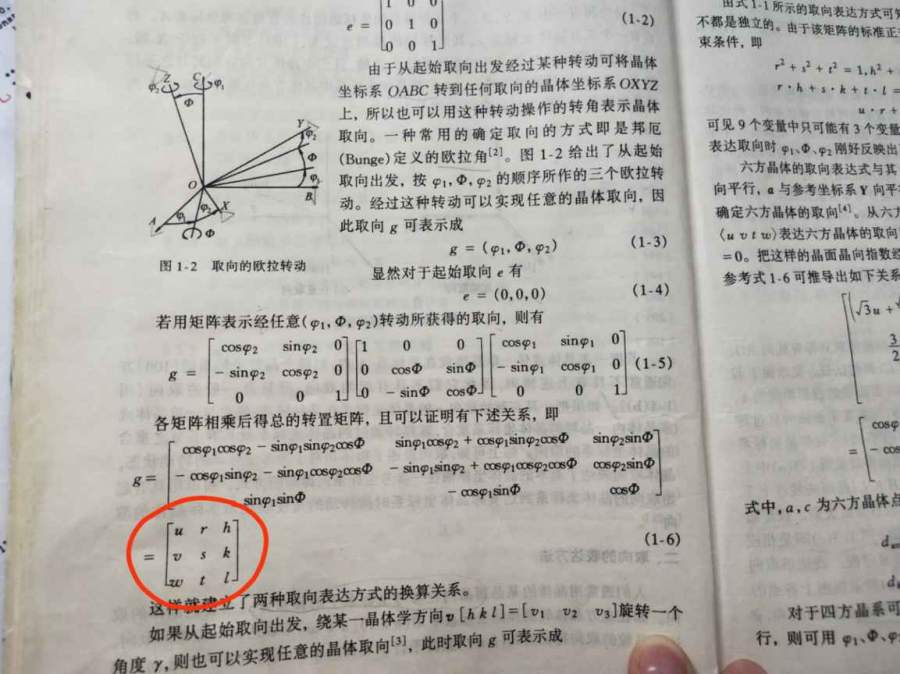 e = [1 0 0
0 1 0
0 0 1] (1-2)
Z C
φ₂ φ₁
Φ
Y
φ₂
Φ
φ₁
O
B
A φ₁ φ₂ X
Φ
图 1-2 取向的欧拉转动
由于从起始取向出发经过某种转动可将晶体
坐标系 OABC 转到任何取向的晶体坐标系 OXYZ
上，所以也可以用这种转动操作的转角表示晶体
取向。一种常用的确定取向的方式即是邦厄
(Bunge)定义的欧拉角[2]。图 1-2 给出了从起始
取向出发，按 φ₁, Φ, φ₂ 的顺序所作的三个欧拉转
动。经过这种转动可以实现任意的晶体取向，因
此取向 g 可表示成
g = (φ₁, Φ, φ₂) (1-3)
显然对于起始取向 e 有
e = (0,0,0) (1-4)
若用矩阵表示经任意(φ₁, Φ, φ₂)转动所获得的取向，则有
cosφ₂ sinφ₂ 0 1 0 0 cosφ₁ sinφ₁ 0
g = - sinφ₂ cosφ₂ 0 0 cosΦ sinΦ - sinφ₁ cosφ₁ 0 (1-5)
0 0 1 0 - sinΦ cosΦ 0 0 1
各矩阵相乘后得总的转置矩阵，且可以证明有下述关系，即
cosφ₁cosφ₂ - sinφ₁sinφ₂cosΦ sinφ₁cosφ₂ + cosφ₁sinφ₂cosΦ sinφ₂sinΦ
g = - cosφ₁sinφ₂ - sinφ₁cosφ₂cosΦ - sinφ₁sinφ₂ + cosφ₁cosφ₂cosΦ cosφ₂sinΦ
sinφ₁sinΦ - cosφ₁sinΦ cosΦ
u r h
= v s k (1-6)
w t l
这样就建立了两种取向表达方式的换算关系。
如果从起始取向出发，绕某一晶体学方向v [h k l] = [v₁ v₂ v₃]旋转一个
角度 γ, 则也可以实现任意的晶体取向[3]，此时取向 g 可表示成
由式 1-1 所示的取向表达方式可知
不都是独立的。由于该矩阵的标准正
束条件，即
r² + s² + t² = 1, h² +
r · h + s · k + t · l =
u · r +
可见 9 个变量中只可能有 3 个变量
表达取向时 φ₁、Φ、φ₂ 刚好反映出
六方晶体的取向表达式与其
向平行，a 与参考坐标系 Y 向平
确定六方晶体的取向[4]。从六
〈u v t w〉表达六方晶体的取向
=0。把这样的晶面晶向指数经
参考式 1-6 可推导出如下关系
√3u +
3
2
cosφ
= - cos
式中，a, c 为六方晶体点
d
d
对于四方晶系可
行，则可用 φ₁、Φ、φ